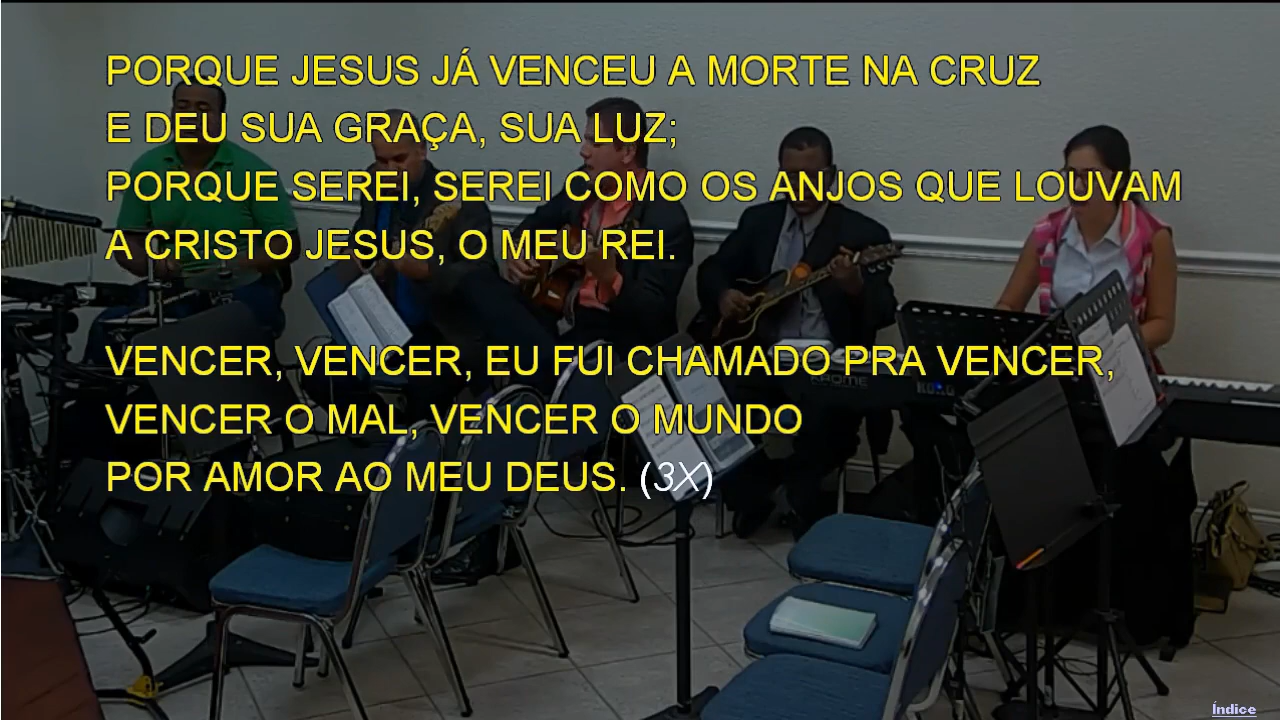 PORQUE JESUS JÁ VENCEU A MORTE NA CRUZ
E DEU SUA GRAÇA, SUA LUZ;
PORQUE SEREI, SEREI COMO OS ANJOS QUE LOUVAM
A CRISTO JESUS, O MEU REI.
VENCER, VENCER, EU FUI CHAMADO PRA VENCER,
VENCER O MAL, VENCER O MUNDO
POR AMOR AO MEU DEUS. (3X)
KROME KORG
Índice